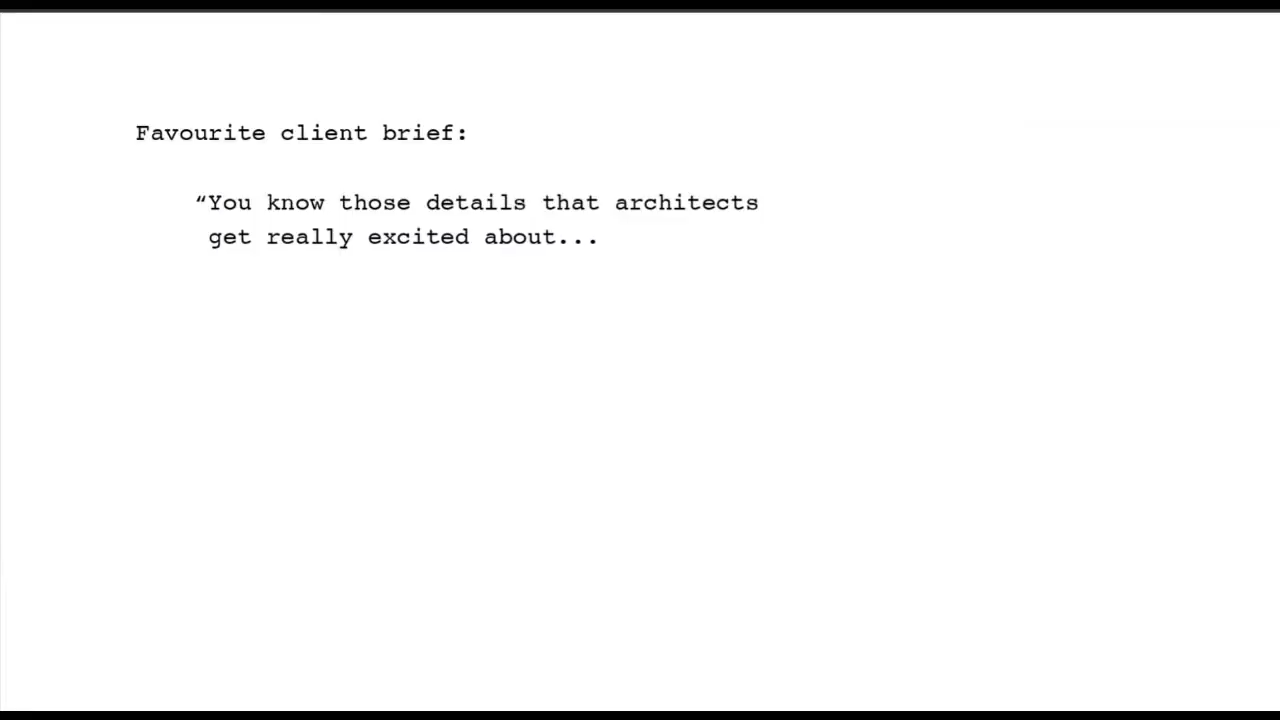 Favourite client brief:
“You know those details that architects
get really excited about...